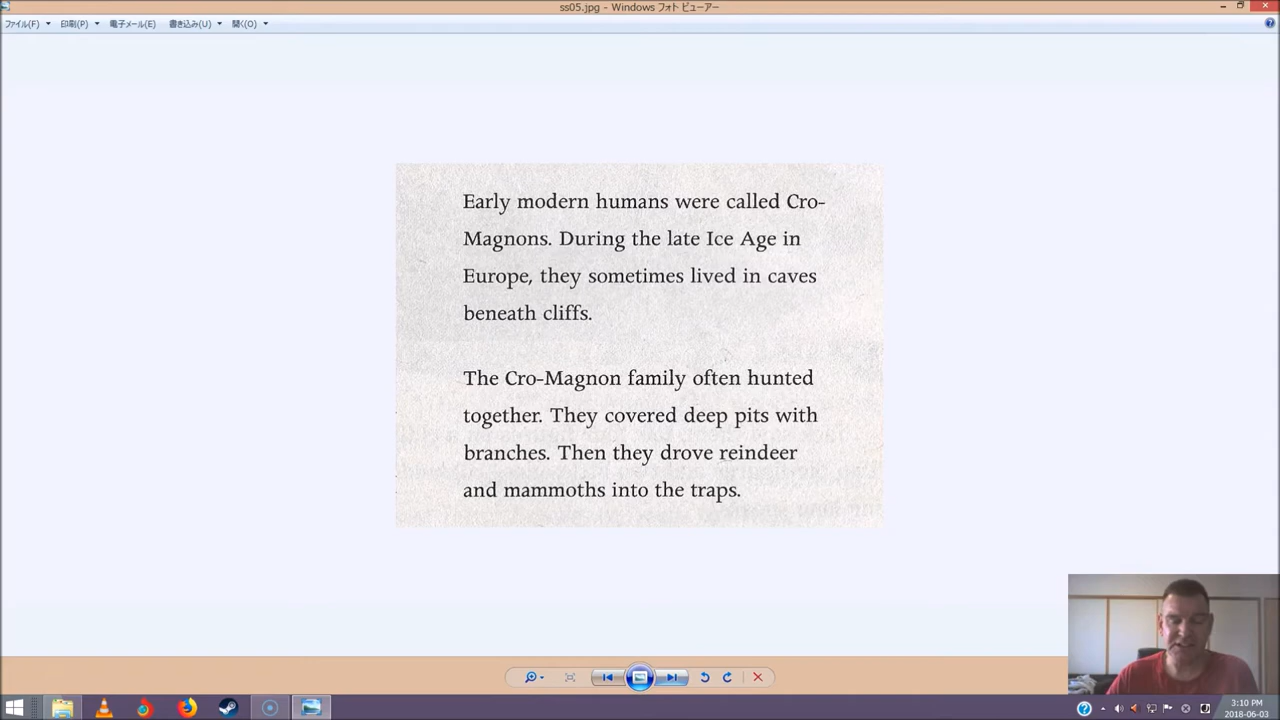 ss05.jpg - Windows フォト ビューアー
ファイル(F) 印刷(P) 電子メール(E) 書き込み(U) 開く(O)
Early modern humans were called Cro-
Magnons. During the late Ice Age in
Europe, they sometimes lived in caves
beneath cliffs.
The Cro-Magnon family often hunted
together. They covered deep pits with
branches. Then they drove reindeer
and mammoths into the traps.
3:10 PM
2018-06-03